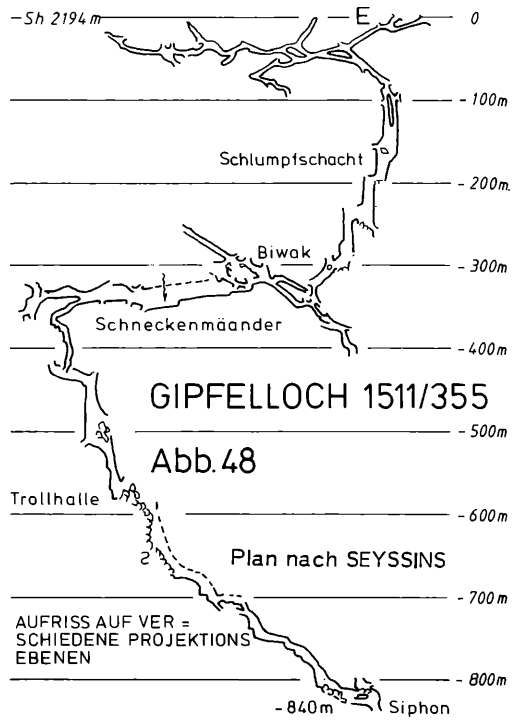 Sh 2194m
E
0
-100m
Schlumpfschacht
-200m
Biwak
-300m
Schneckenmäander
-400m
GIPFELLOCH 1511/355
-500m
Abb. 48
Trollhalle
-600m
Plan nach SEYSSINS
-700m
AUFRISS AUF VER =
SCHIEDENE PROJEKTIONS
EBENEN
-800m
-840m
Siphon